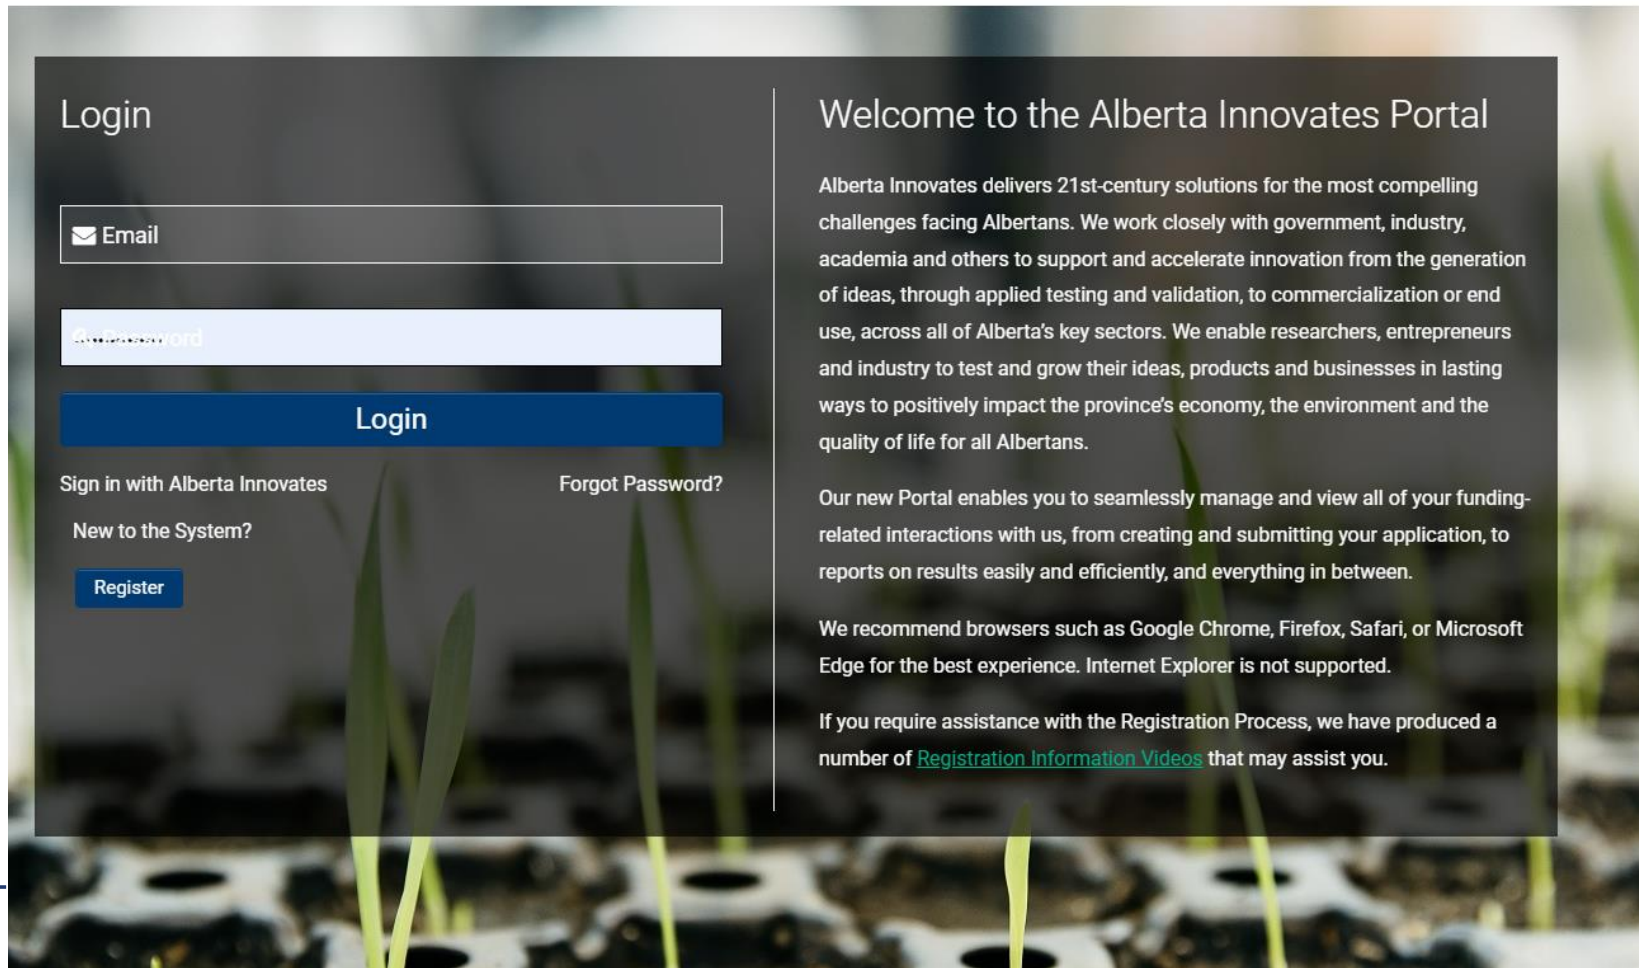 Login
Email
Password
Login
Sign in with Alberta Innovates
Forgot Password?
New to the System?
Register
Welcome to the Alberta Innovates Portal
Alberta Innovates delivers 21st-century solutions for the most compelling
challenges facing Albertans. We work closely with government, industry,
academia and others to support and accelerate innovation from the generation
of ideas, through applied testing and validation, to commercialization or end
use, across all of Alberta's key sectors. We enable researchers, entrepreneurs
and industry to test and grow their ideas, products and businesses in lasting
ways to positively impact the province's economy, the environment and the
quality of life for all Albertans.
Our new Portal enables you to seamlessly manage and view all of your funding-
related interactions with us, from creating and submitting your application, to
reports on results easily and efficiently, and everything in between.
We recommend browsers such as Google Chrome, Firefox, Safari, or Microsoft
Edge for the best experience. Internet Explorer is not supported.
If you require assistance with the Registration Process, we have produced a
number of Registration Information Videos that may assist you.